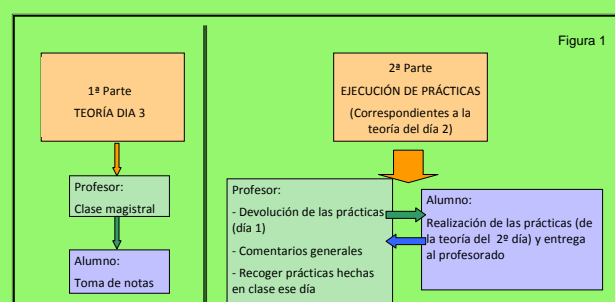 Figura 1
1ª Parte
TEORÍA DIA 3
Profesor:
Clase magistral
Alumno:
Toma de notas
2ª Parte
EJECUCIÓN DE PRÁCTICAS
(Correspondientes a la
teoría del día 2)
Profesor:
- Devolución de las prácticas
(día 1)
- Comentarios generales
- Recoger prácticas hechas
en clase ese día
Alumno:
Realización de las prácticas (de
la teoría del 2º día) y entrega
al profesorado